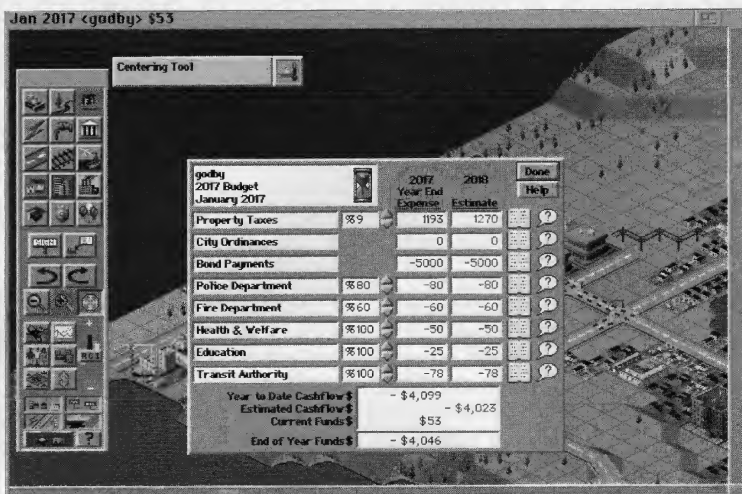 Jan 2017 <godby> $53
Centering Tool
godby
2017 Budget
January 2017
2017
Year End
Expense
2018
Estimate
Done
Help
Property Taxes %9 1193 1270 ?
City Ordinances 0 0 ?
Bond Payments -5000 -5000 ?
Police Department %80 -80 -80 ?
Fire Department %60 -60 -60 ?
Health & Welfare %100 -50 -50 ?
Education %100 -25 -25 ?
Transit Authority %100 -78 -78 ?
Year to Date Cashflow$ - $4,099
Estimated Cashflow$ - $4,023
Current Funds$ $53
End of Year Funds$ - $4,046
RCI
?